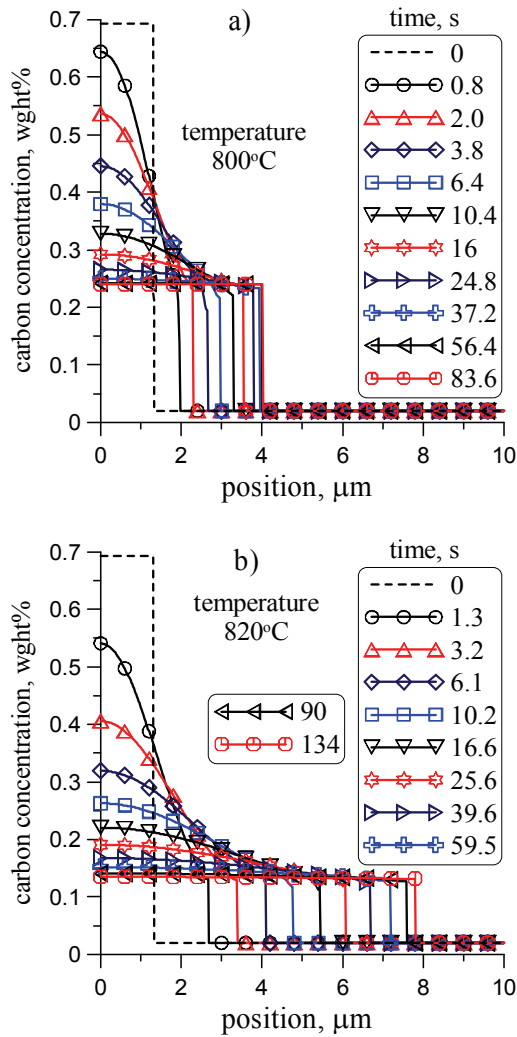 a)
time, s
0
0.8
2.0
3.8
6.4
10.4
16
24.8
37.2
56.4
83.6
temperature
800°C
carbon concentration, wght%
0.7
0.6
0.5
0.4
0.3
0.2
0.1
0
0 2 4 6 8 10
position, μm
b)
time, s
0
1.3
3.2
6.1
10.2
16.6
25.6
39.6
59.5
temperature
820°C
90
134
carbon concentration, wght%
0.7
0.6
0.5
0.4
0.3
0.2
0.1
0
0 2 4 6 8 10
position, μm